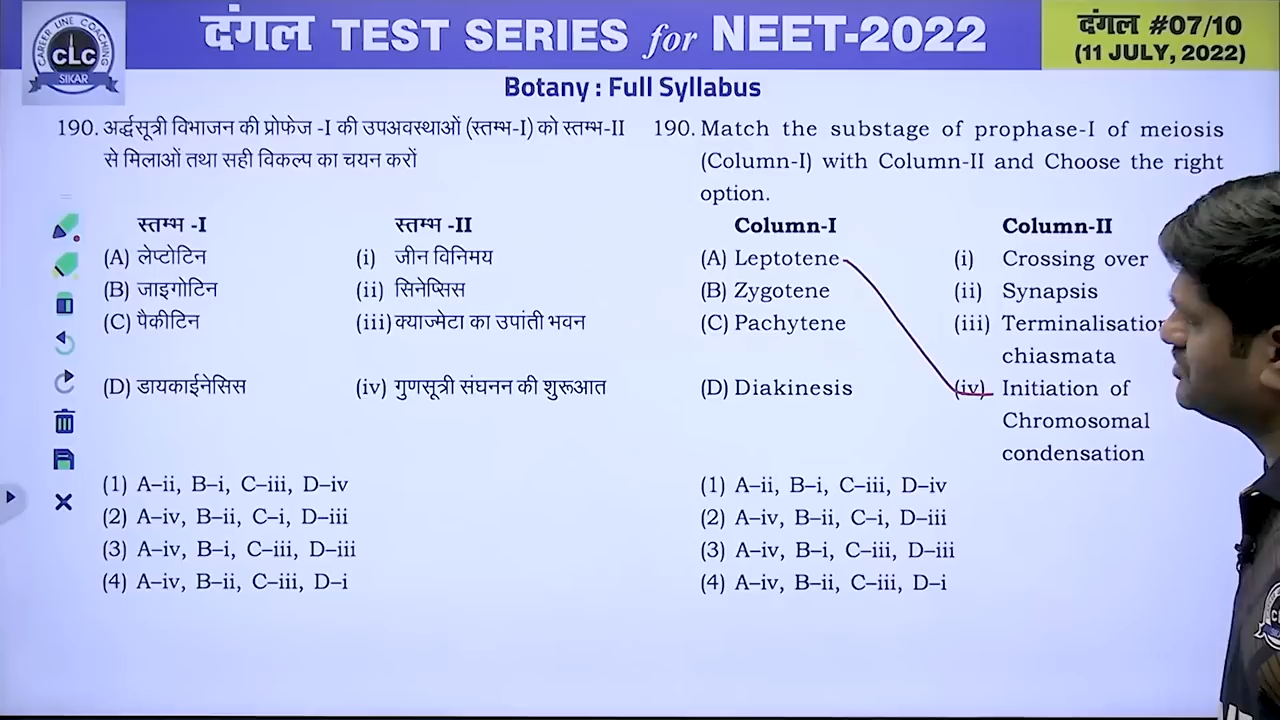 CAREER LINE COACHING
CLC
SIKAR
दंगल TEST SERIES for NEET-2022
दंगल #07/10
(11 JULY, 2022)
Botany : Full Syllabus
190. अर्द्धसूत्री विभाजन की प्रोफेज -I की उपअवस्थाओं (स्तम्भ-I) को स्तम्भ-II
से मिलाओं तथा सही विकल्प का चयन करों
स्तम्भ -I स्तम्भ -II
(A) लेप्टोटिन (i) जीन विनिमय
(B) जाइगोटिन (ii) सिनेप्सिस
(C) पैकीटिन (iii) क्याज्मेटा का उपांती भवन
(D) डायकाईनेसिस (iv) गुणसूत्री संघनन की शुरूआत
(1) A–ii, B–i, C–iii, D–iv
(2) A–iv, B–ii, C–i, D–iii
(3) A–iv, B–i, C–iii, D–iii
(4) A–iv, B–ii, C–iii, D–i
190. Match the substage of prophase-I of meiosis
(Column-I) with Column-II and Choose the right
option.
Column-I Column-II
(A) Leptotene (i) Crossing over
(B) Zygotene (ii) Synapsis
(C) Pachytene (iii) Terminalisatio
chiasmata
(D) Diakinesis (iv) Initiation of
Chromosomal
condensation
(1) A–ii, B–i, C–iii, D–iv
(2) A–iv, B–ii, C–i, D–iii
(3) A–iv, B–i, C–iii, D–iii
(4) A–iv, B–ii, C–iii, D–i